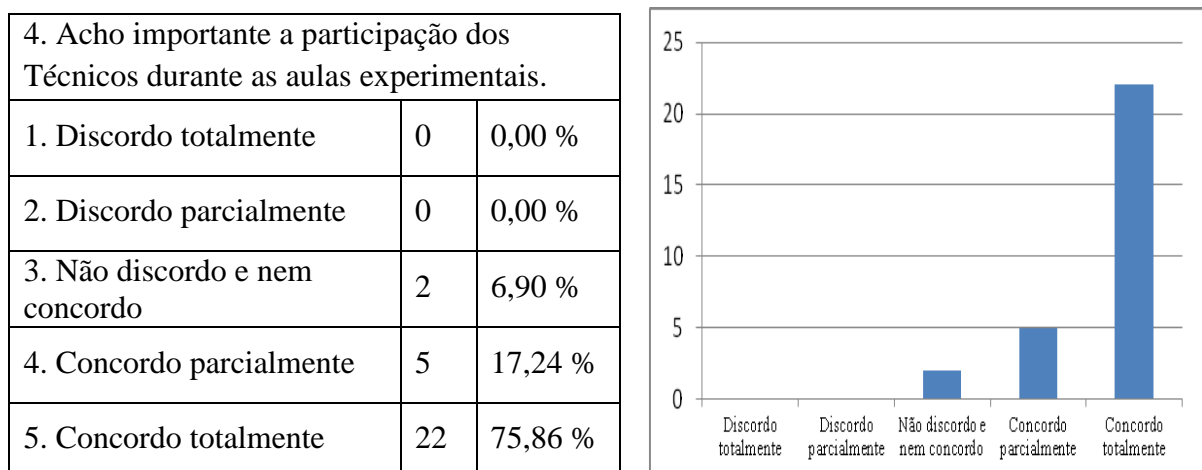 4. Acho importante a participação dos
Técnicos durante as aulas experimentais.
1. Discordo totalmente 0 0,00 %
2. Discordo parcialmente 0 0,00 %
3. Não discordo e nem
concordo 2 6,90 %
4. Concordo parcialmente 5 17,24 %
5. Concordo totalmente 22 75,86 %
25
20
15
10
5
0
Discordo Discordo Não discordo e Concordo Concordo
totalmente parcialmente nem concordo parcialmente totalmente